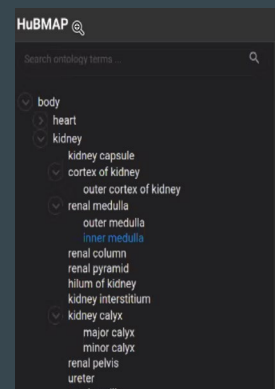 HuBMAP
Search ontology terms ...
body
heart
kidney
kidney capsule
cortex of kidney
outer cortex of kidney
renal medulla
outer medulla
inner medulla
renal column
renal pyramid
hilum of kidney
kidney interstitium
kidney calyx
major calyx
minor calyx
renal pelvis
ureter